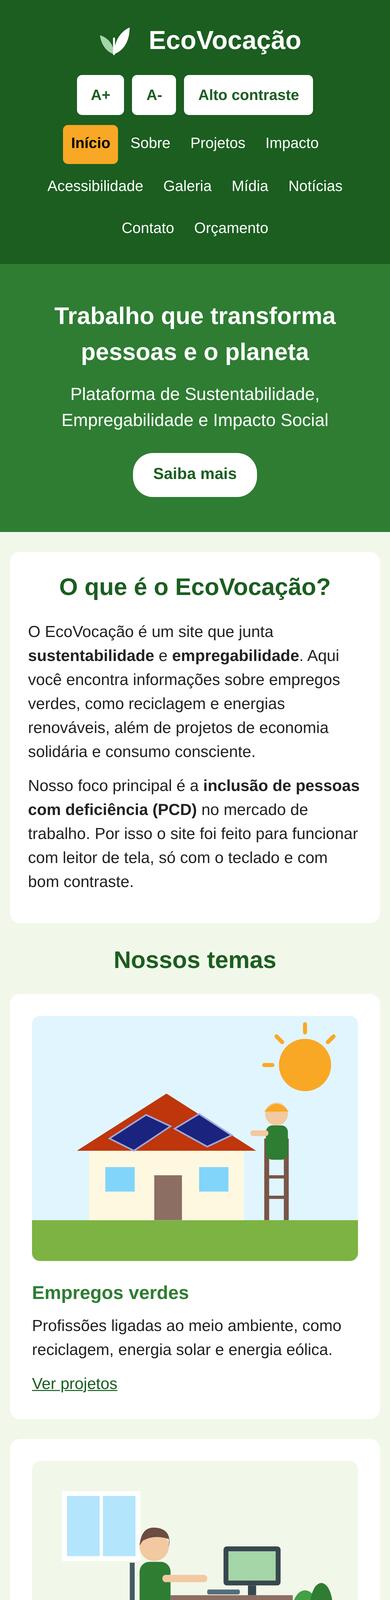 EcoVocação
A+ A- Alto contraste
Início Sobre Projetos Impacto
Acessibilidade Galeria Mídia Notícias
Contato Orçamento
Trabalho que transforma
pessoas e o planeta
Plataforma de Sustentabilidade,
Empregabilidade e Impacto Social
Saiba mais
O que é o EcoVocação?
O EcoVocação é um site que junta
sustentabilidade e empregabilidade. Aqui
você encontra informações sobre empregos
verdes, como reciclagem e energias
renováveis, além de projetos de economia
solidária e consumo consciente.
Nosso foco principal é a inclusão de pessoas
com deficiência (PCD) no mercado de
trabalho. Por isso o site foi feito para funcionar
com leitor de tela, só com o teclado e com
bom contraste.
Nossos temas
Empregos verdes
Profissões ligadas ao meio ambiente, como
reciclagem, energia solar e energia eólica.
Ver projetos